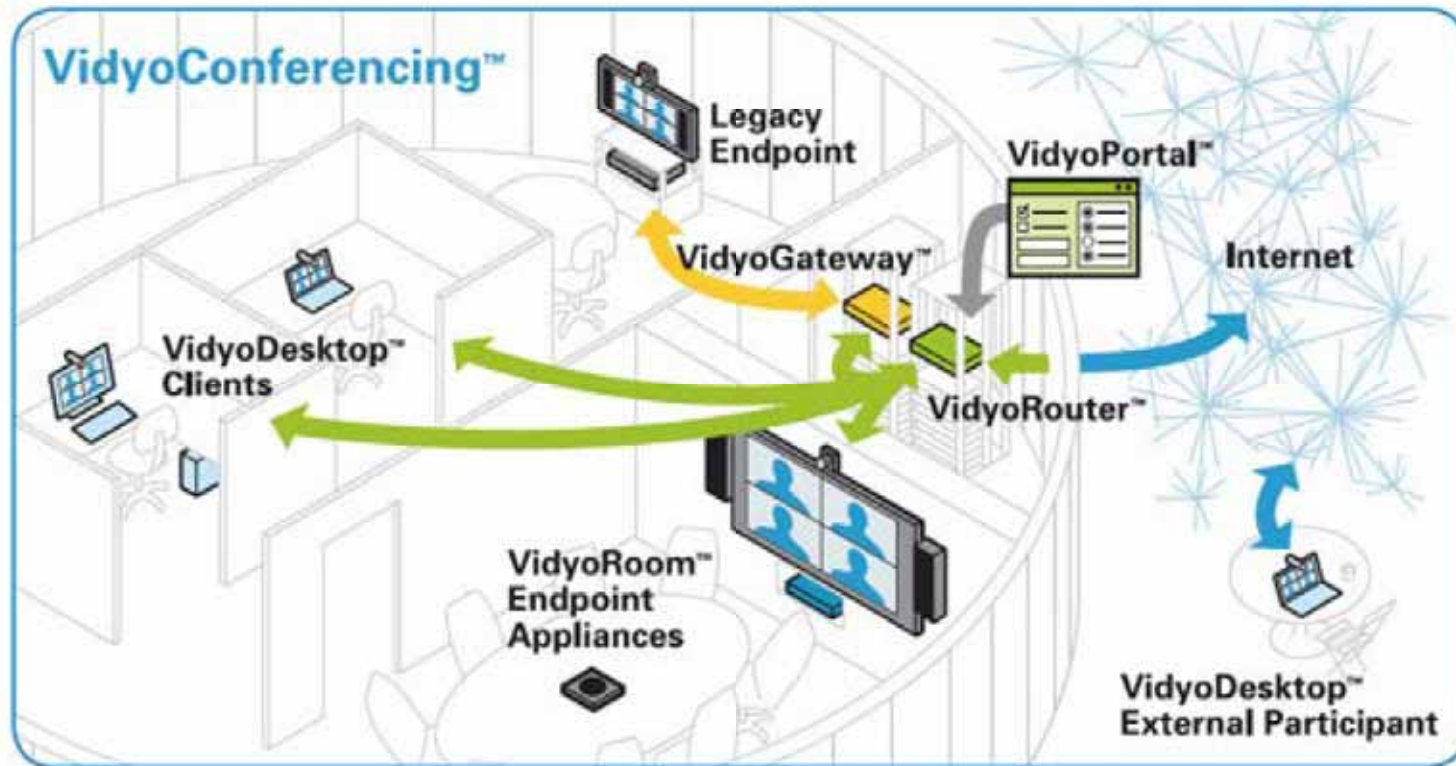 VidyoConferencing™
Legacy
Endpoint
VidyoPortal™
VidyoGateway™
Internet
VidyoDesktop™
Clients
VidyoRouter™
VidyoRoom™
Endpoint
Appliances
VidyoDesktop™
External Participant